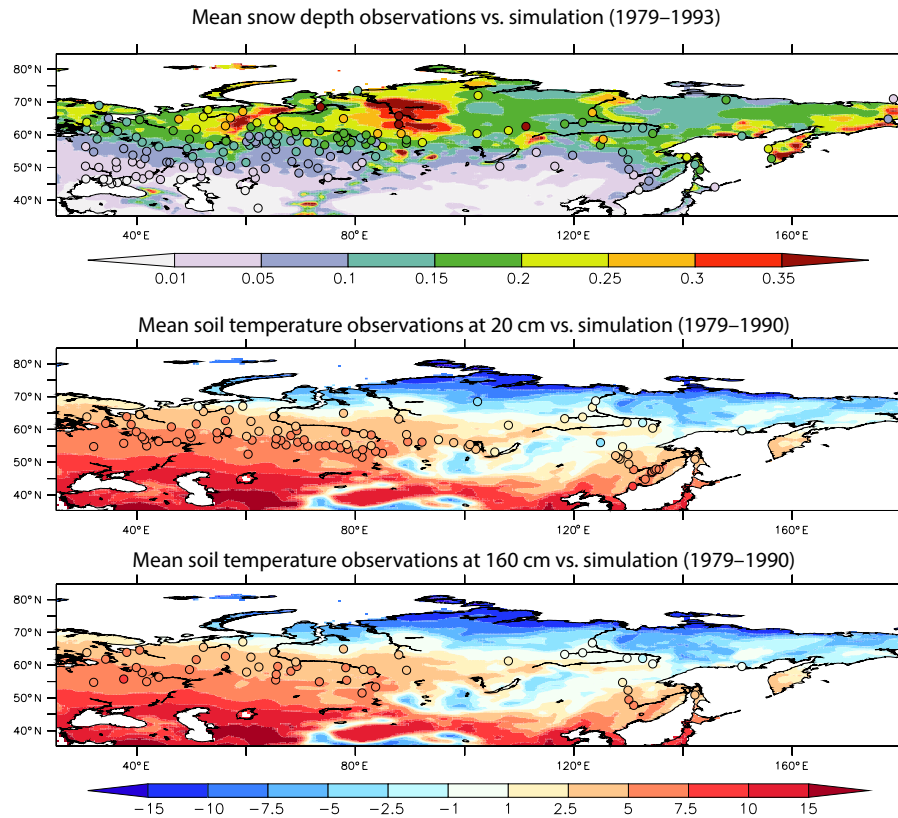 Mean snow depth observations vs. simulation (1979–1993)
80° N
70° N
60° N
50° N
40° N
40° E 80° E 120° E 160° E
0.01 0.05 0.1 0.15 0.2 0.25 0.3 0.35
Mean soil temperature observations at 20 cm vs. simulation (1979–1990)
80° N
70° N
60° N
50° N
40° N
40° E 80° E 120° E 160° E
Mean soil temperature observations at 160 cm vs. simulation (1979–1990)
80° N
70° N
60° N
50° N
40° N
40° E 80° E 120° E 160° E
−15 −10 −7.5 −5 −2.5 −1 1 2.5 5 7.5 10 15